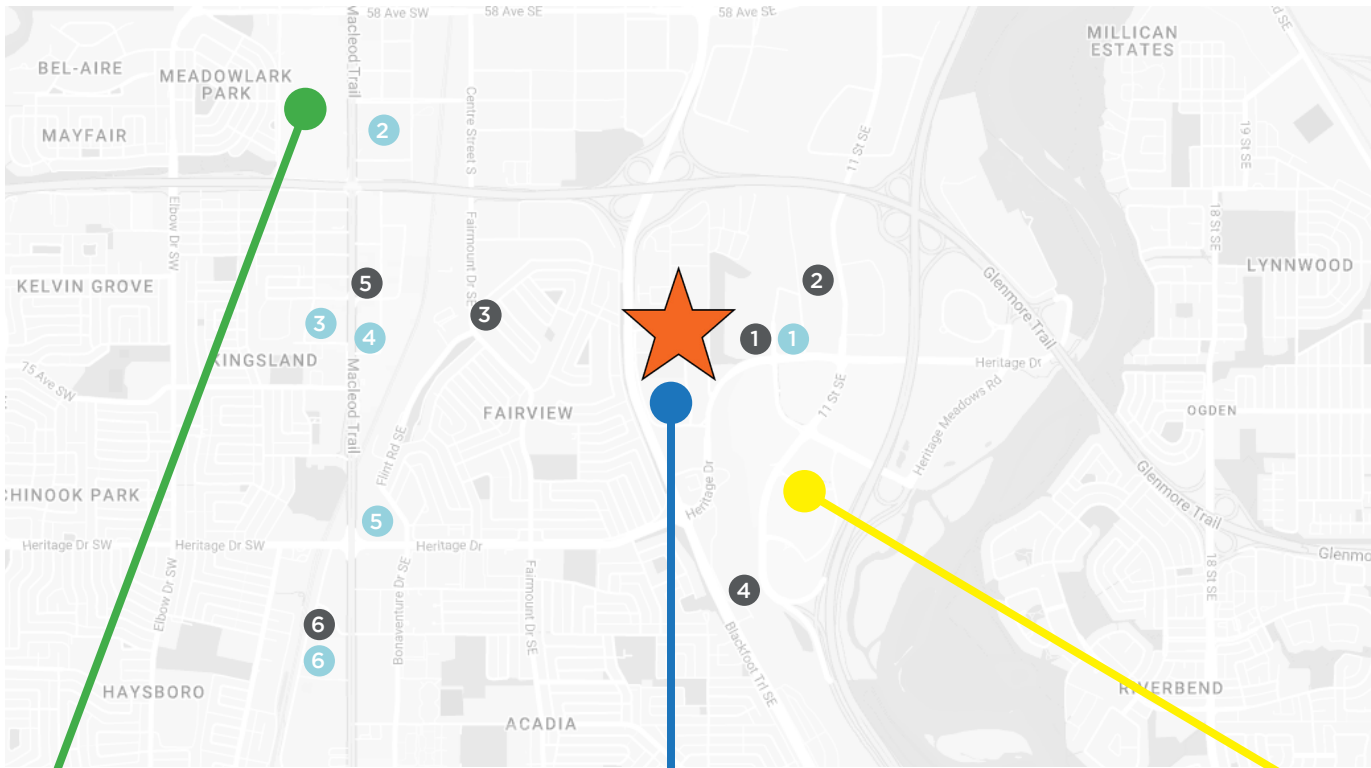 58 Ave SW
58 Ave SE
58 Ave SE
MILLICAN
ESTATES
BEL-AIRE
MEADOWLARK
PARK
MAYFAIR
Macleod Trail
Centre Street S
2
11 St SE
19 St SE
Elbow Dr SW
Fairmount Dr SE
18 St SE
KELVIN GROVE
5
3
2
LYNNWOOD
Glenmore Trail
3
4
1
1
KINGSLAND
Heritage Dr
75 Ave SW
Macleod Trail
FAIRVIEW
11 St SE
Heritage Meadows Rd
OGDEN
Flint Rd SE
CHINOOK PARK
Heritage Dr
Glenmore Trail
5
Heritage Dr SW
Heritage Dr SW
Heritage Dr
Elbow Dr SW
Bonaventure Dr SE
Fairmount Dr SE
4
18 St SE
6
6
Blackfoot Trl SE
HAYSBORO
RIVERBEND
ACADIA